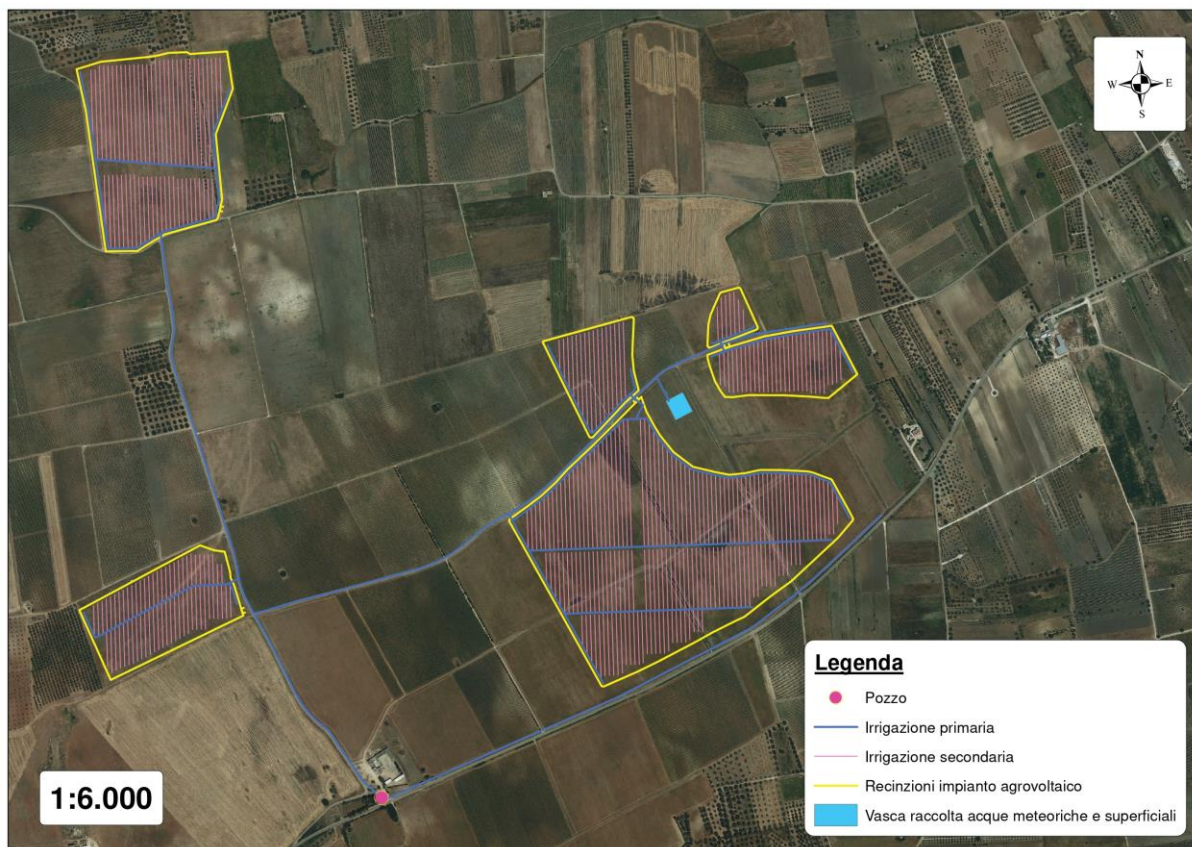 N
W E
S
Legenda
Pozzo
Irrigazione primaria
Irrigazione secondaria
Recinzioni impianto agrovoltaico
Vasca raccolta acque meteoriche e superficiali
1:6.000